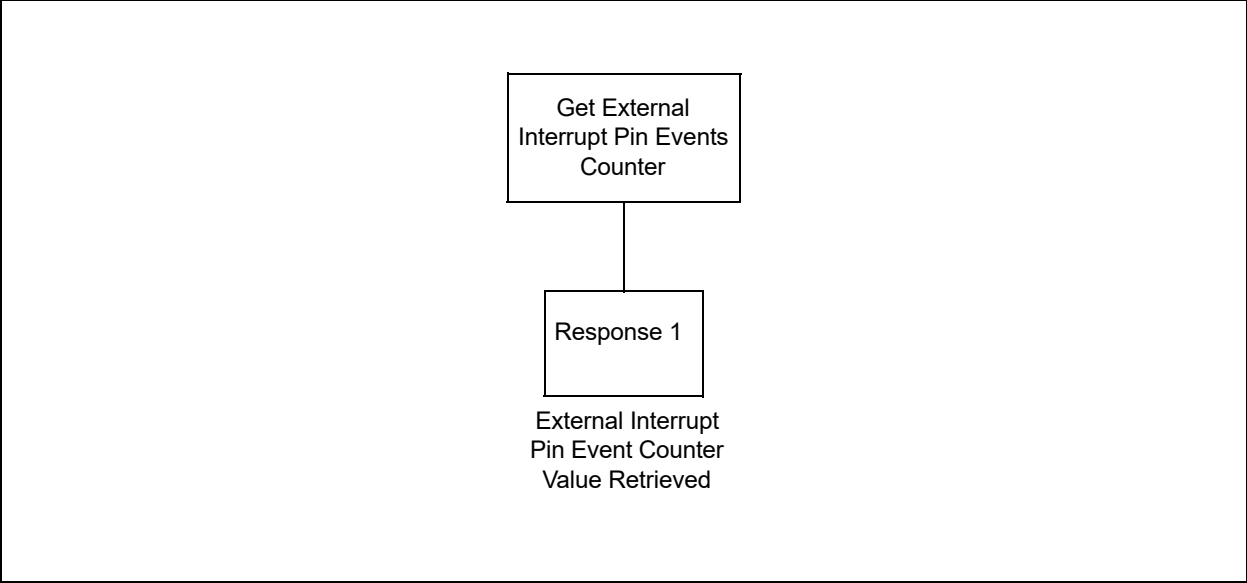 Get External
Interrupt Pin Events
Counter
Response 1
External Interrupt
Pin Event Counter
Value Retrieved